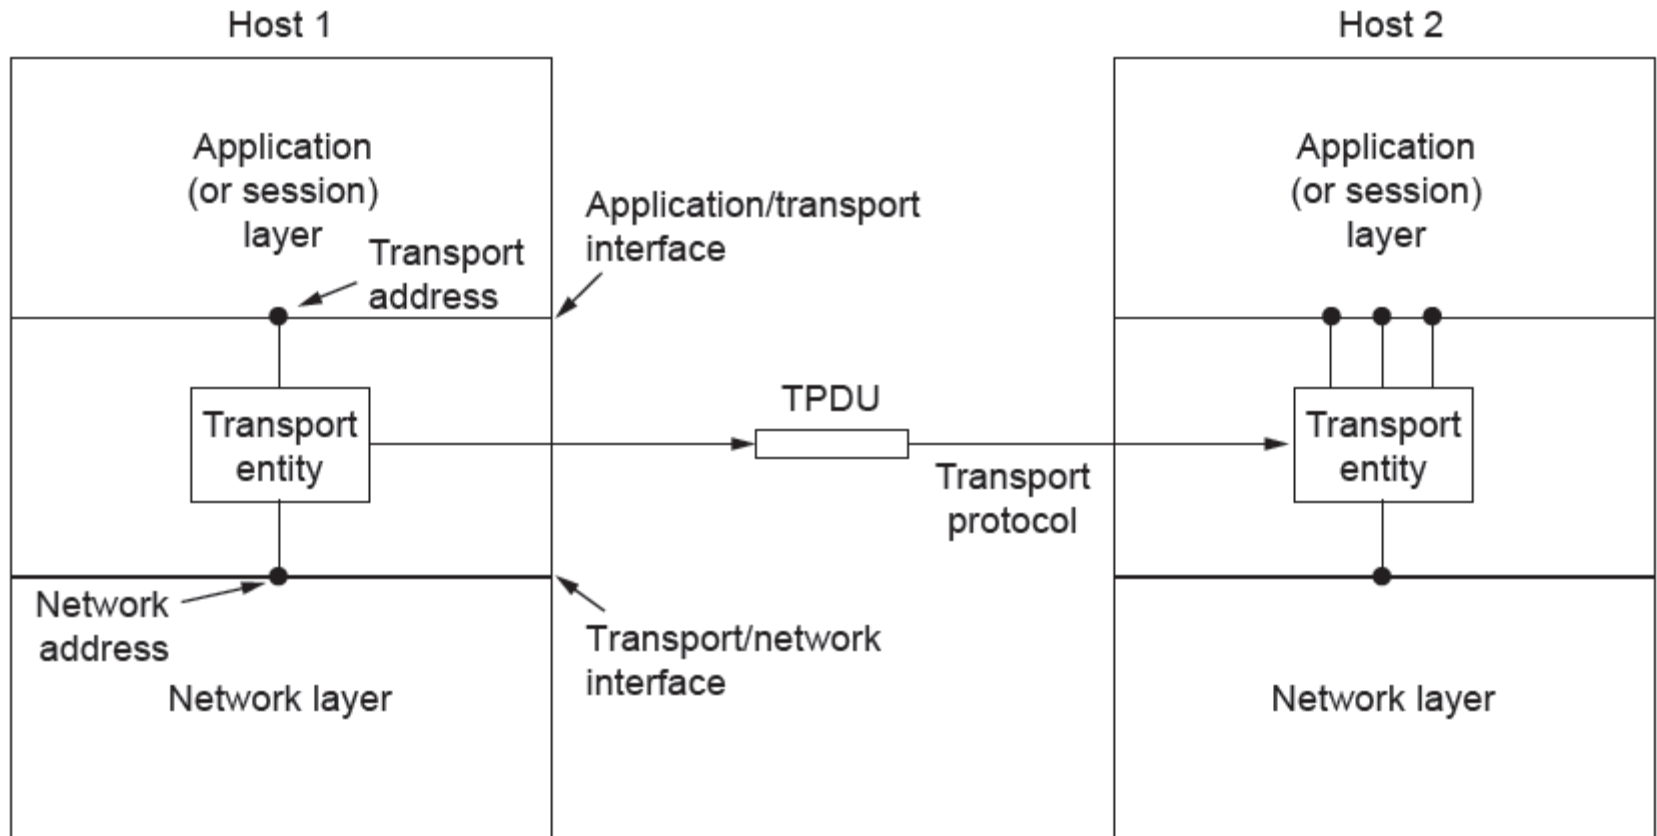 Host 1
Host 2
Application
(or session)
layer
Transport
address
Application/transport
interface
Application
(or session)
layer
Transport
entity
TPDU
Transport
protocol
Transport
entity
Network
address
Network layer
Transport/network
interface
Network layer